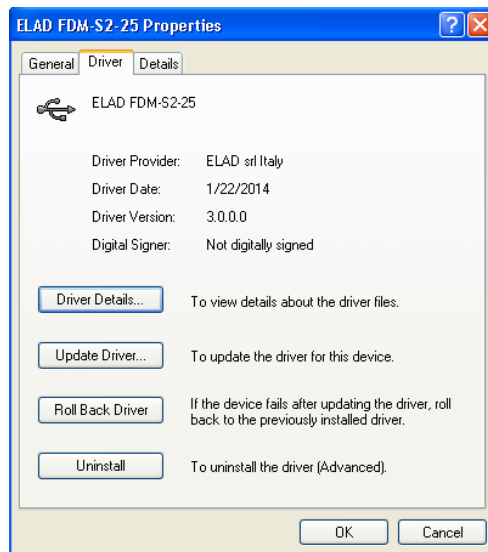 ELAD FDM-S2-25 Properties
General Driver Details
ELAD FDM-S2-25
Driver Provider: ELAD srl Italy
Driver Date: 1/22/2014
Driver Version: 3.0.0.0
Digital Signer: Not digitally signed
Driver Details... To view details about the driver files.
Update Driver... To update the driver for this device.
Roll Back Driver If the device fails after updating the driver, roll
back to the previously installed driver.
Uninstall To uninstall the driver (Advanced).
OK Cancel